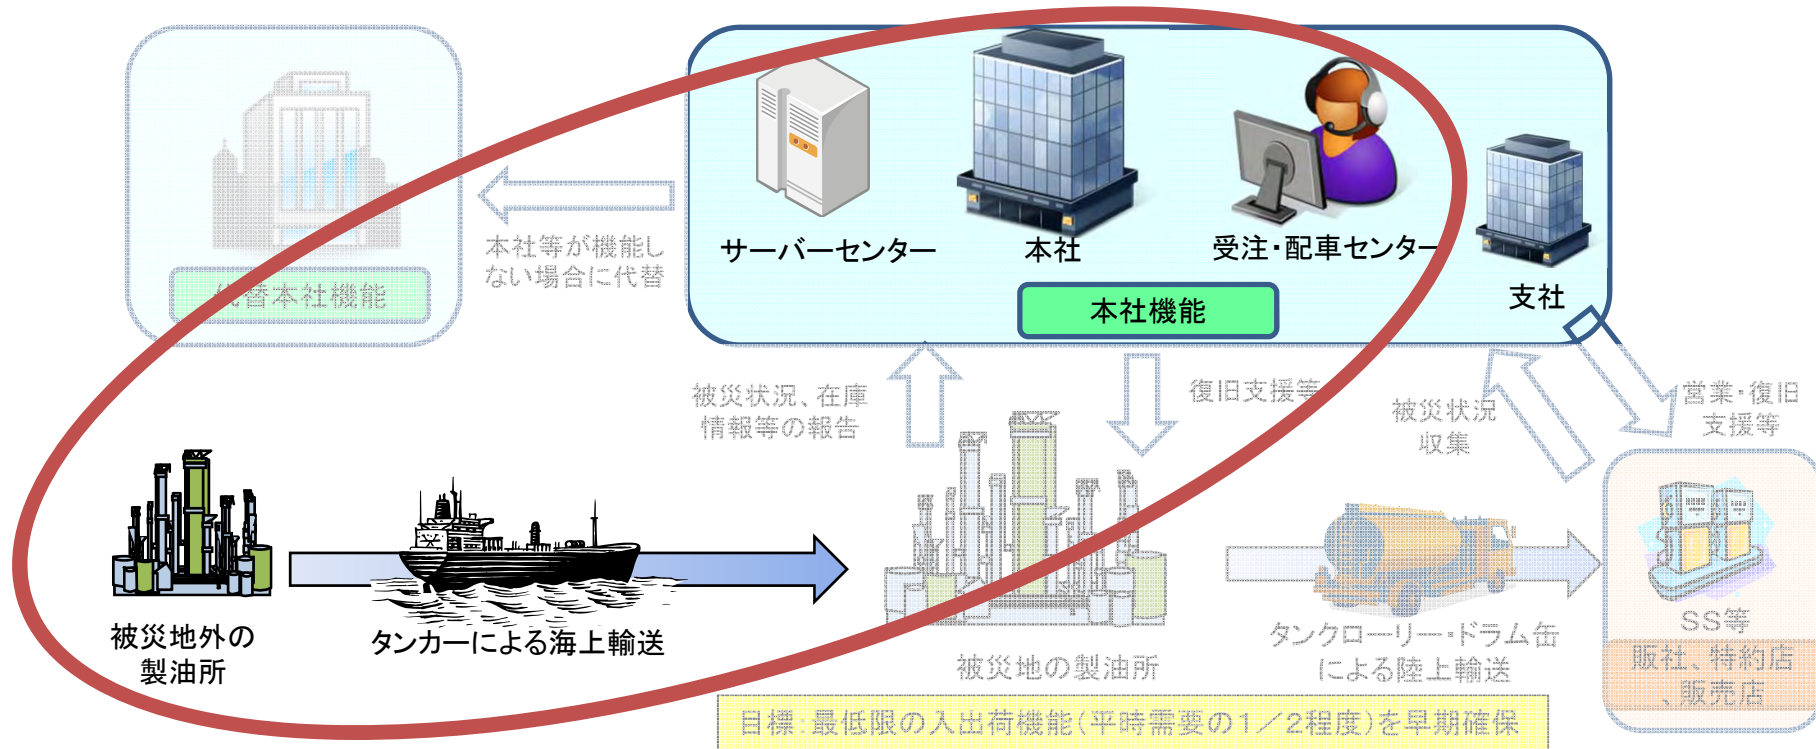 サーバーセンター
本社
受注・配車センター
支社
本社機能
本社等が機能し
ない場合に代替
代替本社機能
被災状況、在庫
情報等の報告
復旧支援等
被災状況
収集
営業・復旧
支援等
被災地外の
製油所
タンカーによる海上輸送
被災地の製油所
タンクローリー・ドラム缶
による陸上輸送
SS等
販社、特約店
、販売店
目標:最低限の入出荷機能(平時需要の1/2程度)を早期確保